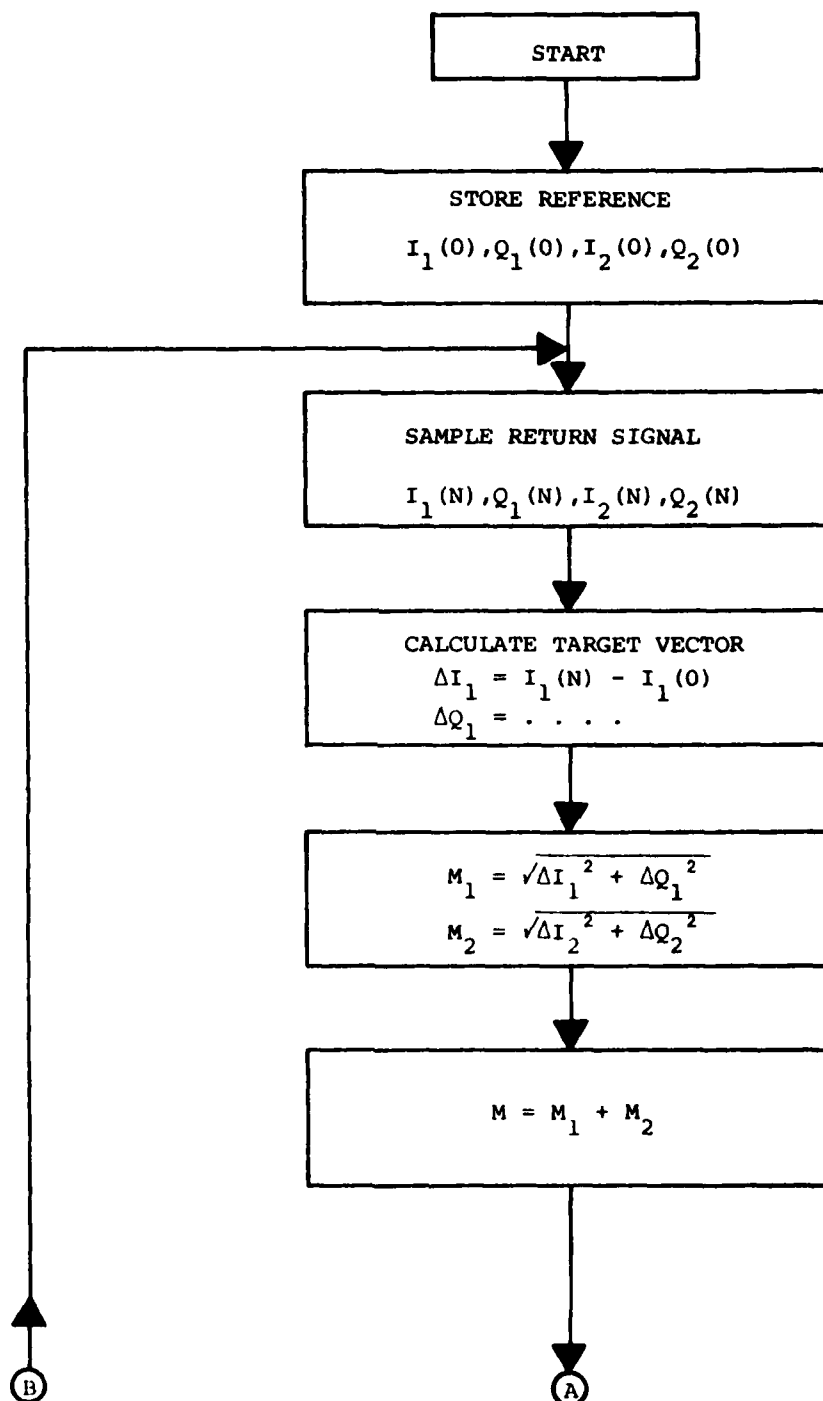 START
STORE REFERENCE
I₁(0),Q₁(0),I₂(0),Q₂(0)
SAMPLE RETURN SIGNAL
I₁(N),Q₁(N),I₂(N),Q₂(N)
CALCULATE TARGET VECTOR
ΔI₁ = I₁(N) - I₁(0)
ΔQ₁ = . . . .
M₁ = √ΔI₁² + ΔQ₁²
M₂ = √ΔI₂² + ΔQ₂²
M = M₁ + M₂
B
A